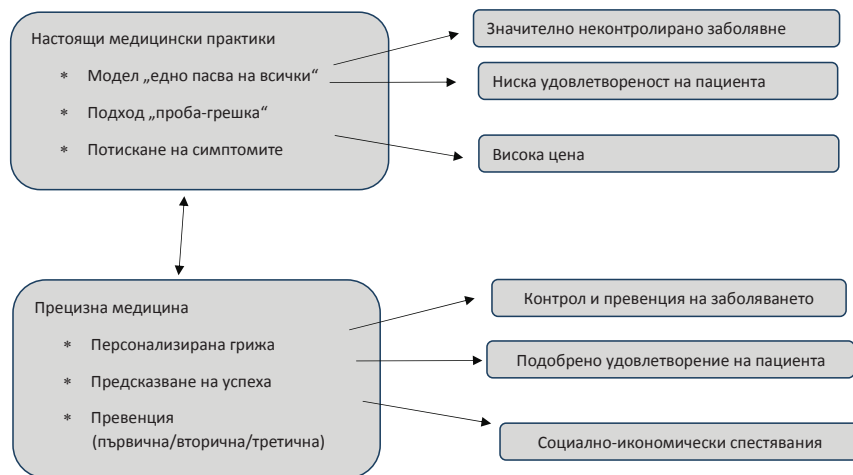 Настоящи медицински практики
* Модел „едно пасва на всички“
* Подход „проба-грешка“
* Потискане на симптомите
Значително неконтролирано заболявне
Ниска удовлетвореност на пациента
Висока цена
Прецизна медицина
* Персонализирана грижа
* Предсказване на успеха
* Превенция
(първична/вторична/третична)
Контрол и превенция на заболяването
Подобрено удовлетворение на пациента
Социално-икономически спестявания